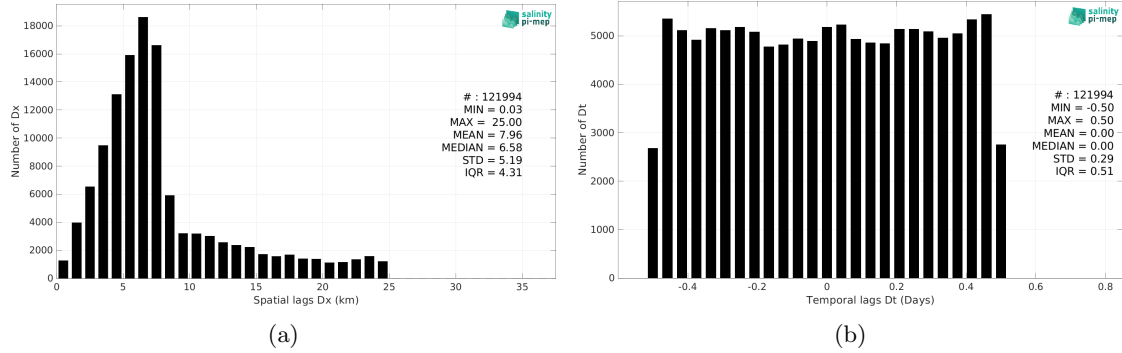 salinity
pi-mep
18000
16000
14000
12000
10000
8000
6000
4000
2000
0
Number of Dx
# : 121994
MIN = 0.03
MAX = 25.00
MEAN = 7.96
MEDIAN = 6.58
STD = 5.19
IQR = 4.31
0 5 10 15 20 25 30 35
Spatial lags Dx (km)
(a)
salinity
pi-mep
5000
4000
3000
2000
1000
0
Number of Dt
# : 121994
MIN = -0.50
MAX = 0.50
MEAN = 0.00
MEDIAN = 0.00
STD = 0.29
IQR = 0.51
-0.4 -0.2 0 0.2 0.4 0.6 0.8
Temporal lags Dt (Days)
(b)